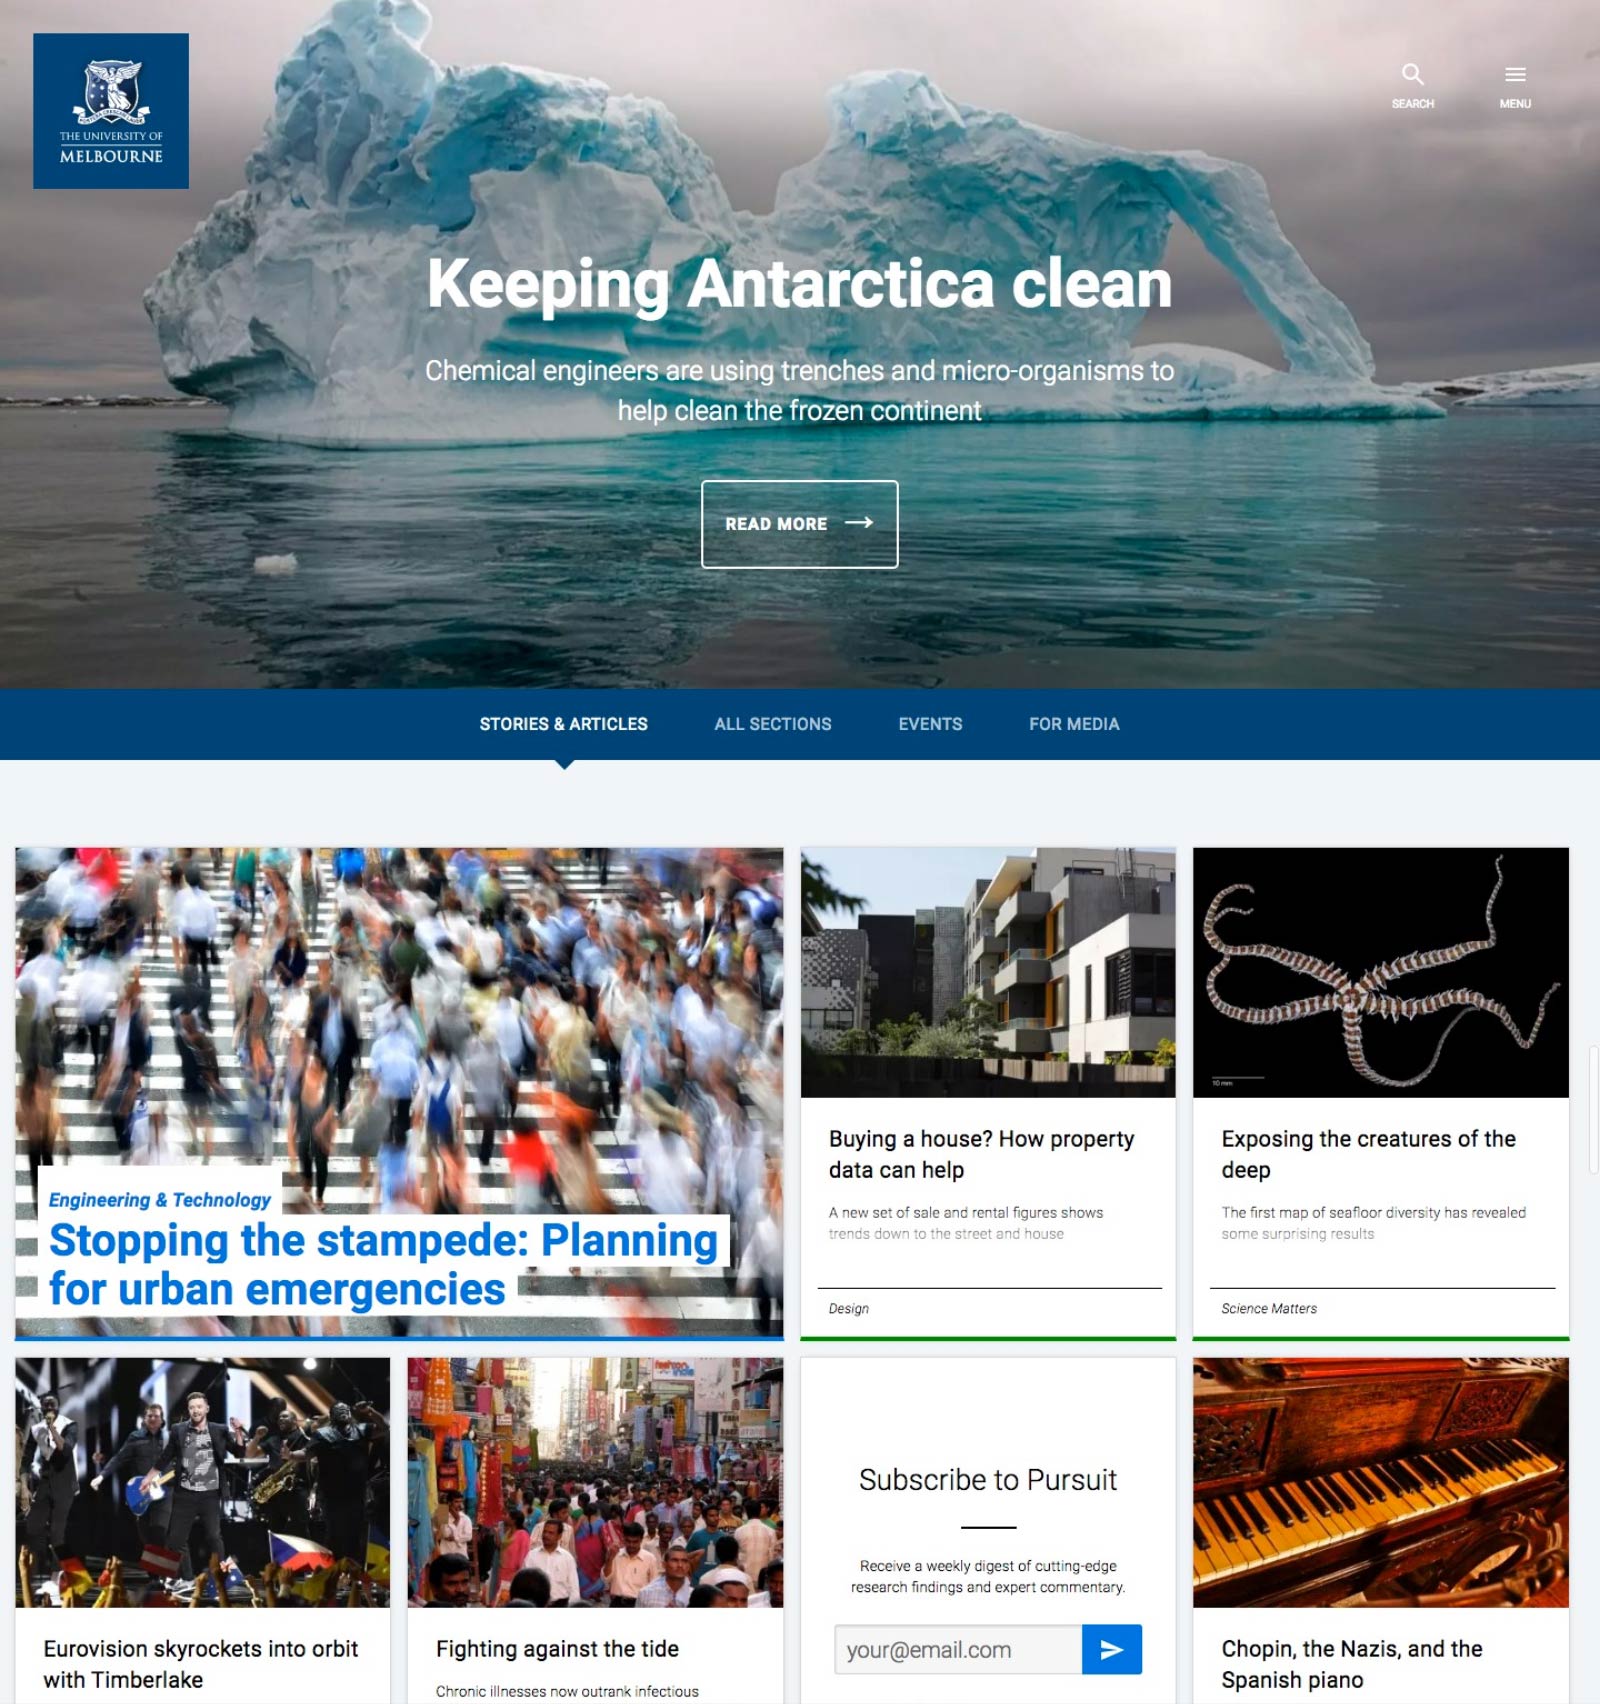 THE UNIVERSITY OF
MELBOURNE
SEARCH
MENU
Keeping Antarctica clean
Chemical engineers are using trenches and micro-organisms to
help clean the frozen continent
READ MORE
STORIES & ARTICLES
ALL SECTIONS
EVENTS
FOR MEDIA
Engineering & Technology
Stopping the stampede: Planning
for urban emergencies
Buying a house? How property
data can help
A new set of sale and rental figures shows
trends down to the street and house
Design
10 mm
Exposing the creatures of the
deep
The first map of seafloor diversity has revealed
some surprising results
Science Matters
Eurovision skyrockets into orbit
with Timberlake
Fighting against the tide
Chronic illnesses now outrank infectious
Subscribe to Pursuit
Receive a weekly digest of cutting-edge
research findings and expert commentary.
your@email.com
Chopin, the Nazis, and the
Spanish piano